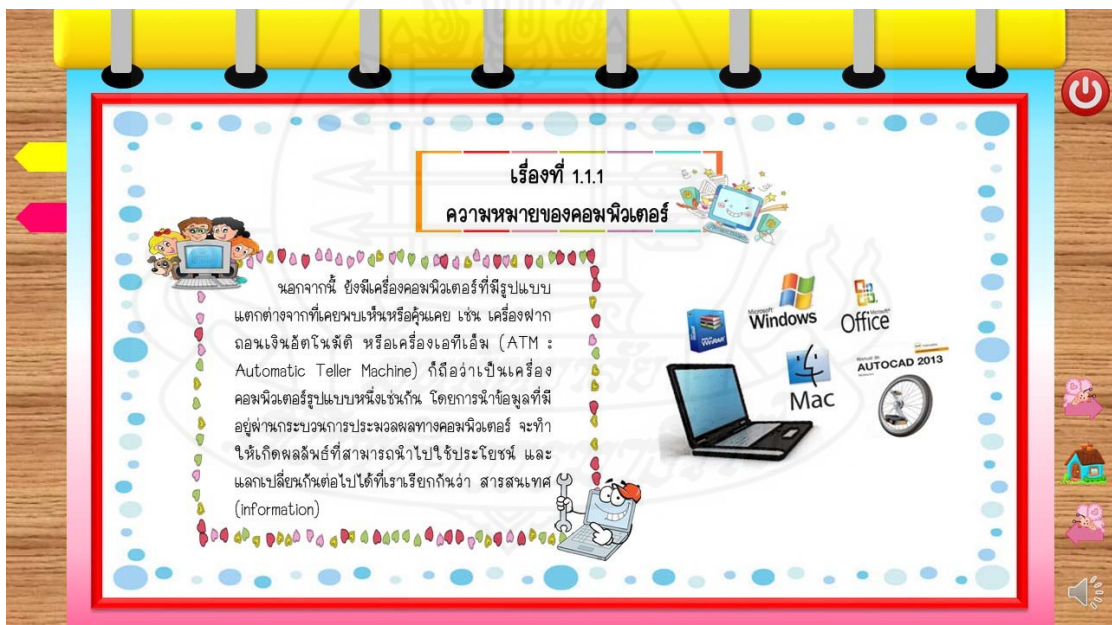 เรื่องที่ 1.1.1
ความหมายของคอมพิวเตอร์
นอกจากนี้ ยังมีเครื่องคอมพิวเตอร์ที่มีรูปแบบ
แตกต่างจากที่เคยพบเห็นหรือคุ้นเคย เช่น เครื่องฝาก
ถอนเงินอัตโนมัติ หรือเครื่องเอทีเอ็ม (ATM :
Automatic Teller Machine) ก็ถือว่าเป็นเครื่อง
คอมพิวเตอร์รูปแบบหนึ่งเช่นกัน โดยการนำข้อมูลที่มี
อยู่ผ่านกระบวนการประมวลผลทางคอมพิวเตอร์ จะทำ
ให้เกิดผลลัพธ์ที่สามารถนำไปใช้ประโยชน์ และ
แลกเปลี่ยนกันต่อไปได้ที่เราเรียกกันว่า สารสนเทศ
(information)
WinRAR
Microsoft
Windows
Microsoft
Office
Mac
Manual de
AUTOCAD 2013